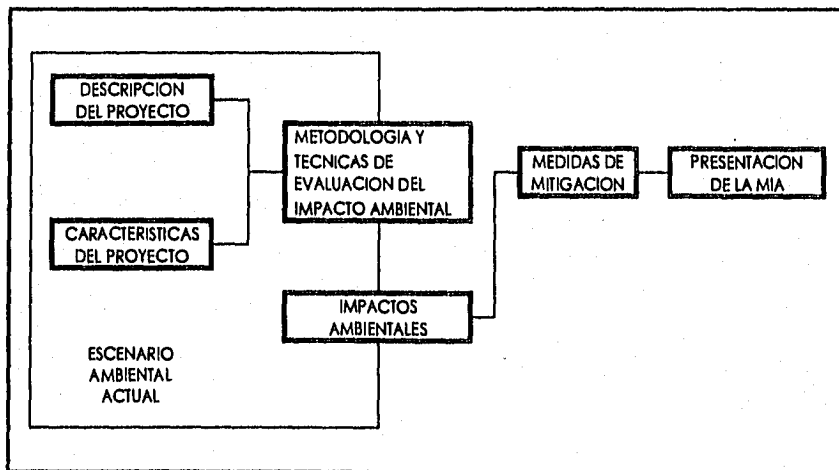 DESCRIPCION
DEL PROYECTO
METODOLOGIA Y
TECNICAS DE
EVALUACION DEL
IMPACTO AMBIENTAL
MEDIDAS DE
MITIGACION
PRESENTACION
DE LA MIA
CARACTERISTICAS
DEL PROYECTO
IMPACTOS
AMBIENTALES
ESCENARIO
AMBIENTAL
ACTUAL